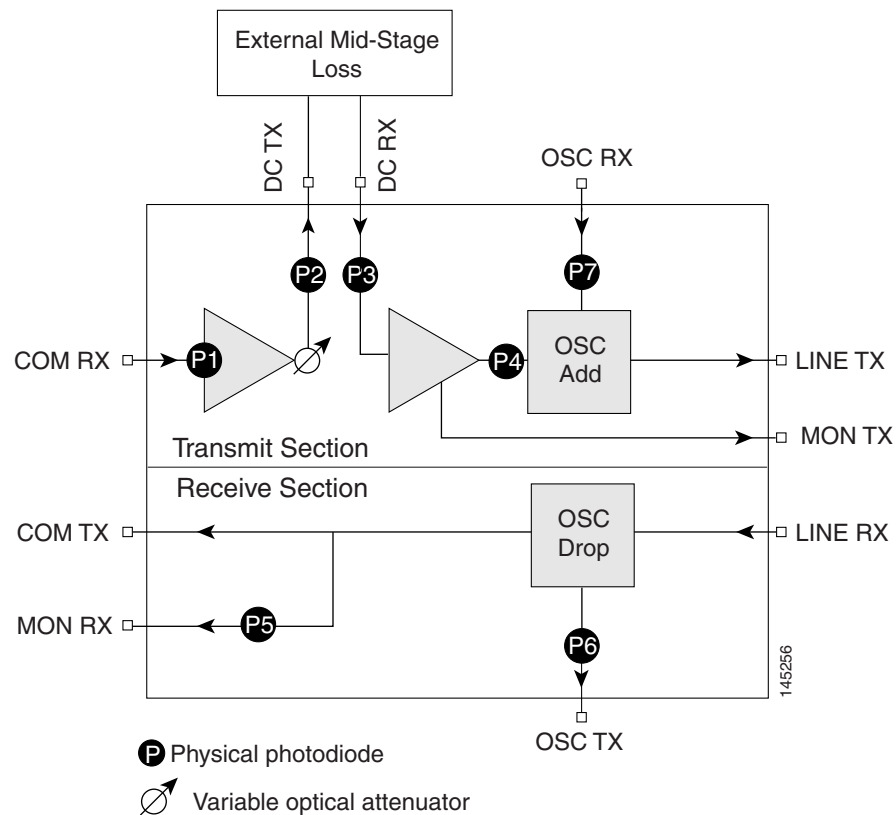 External Mid-Stage
Loss
DC TX
DC RX
OSC RX
P2
P3
P7
COM RX
P1
P4
OSC
Add
LINE TX
MON TX
Transmit Section
Receive Section
COM TX
OSC
Drop
LINE RX
MON RX
P5
P6
145256
OSC TX
P Physical photodiode
Variable optical attenuator